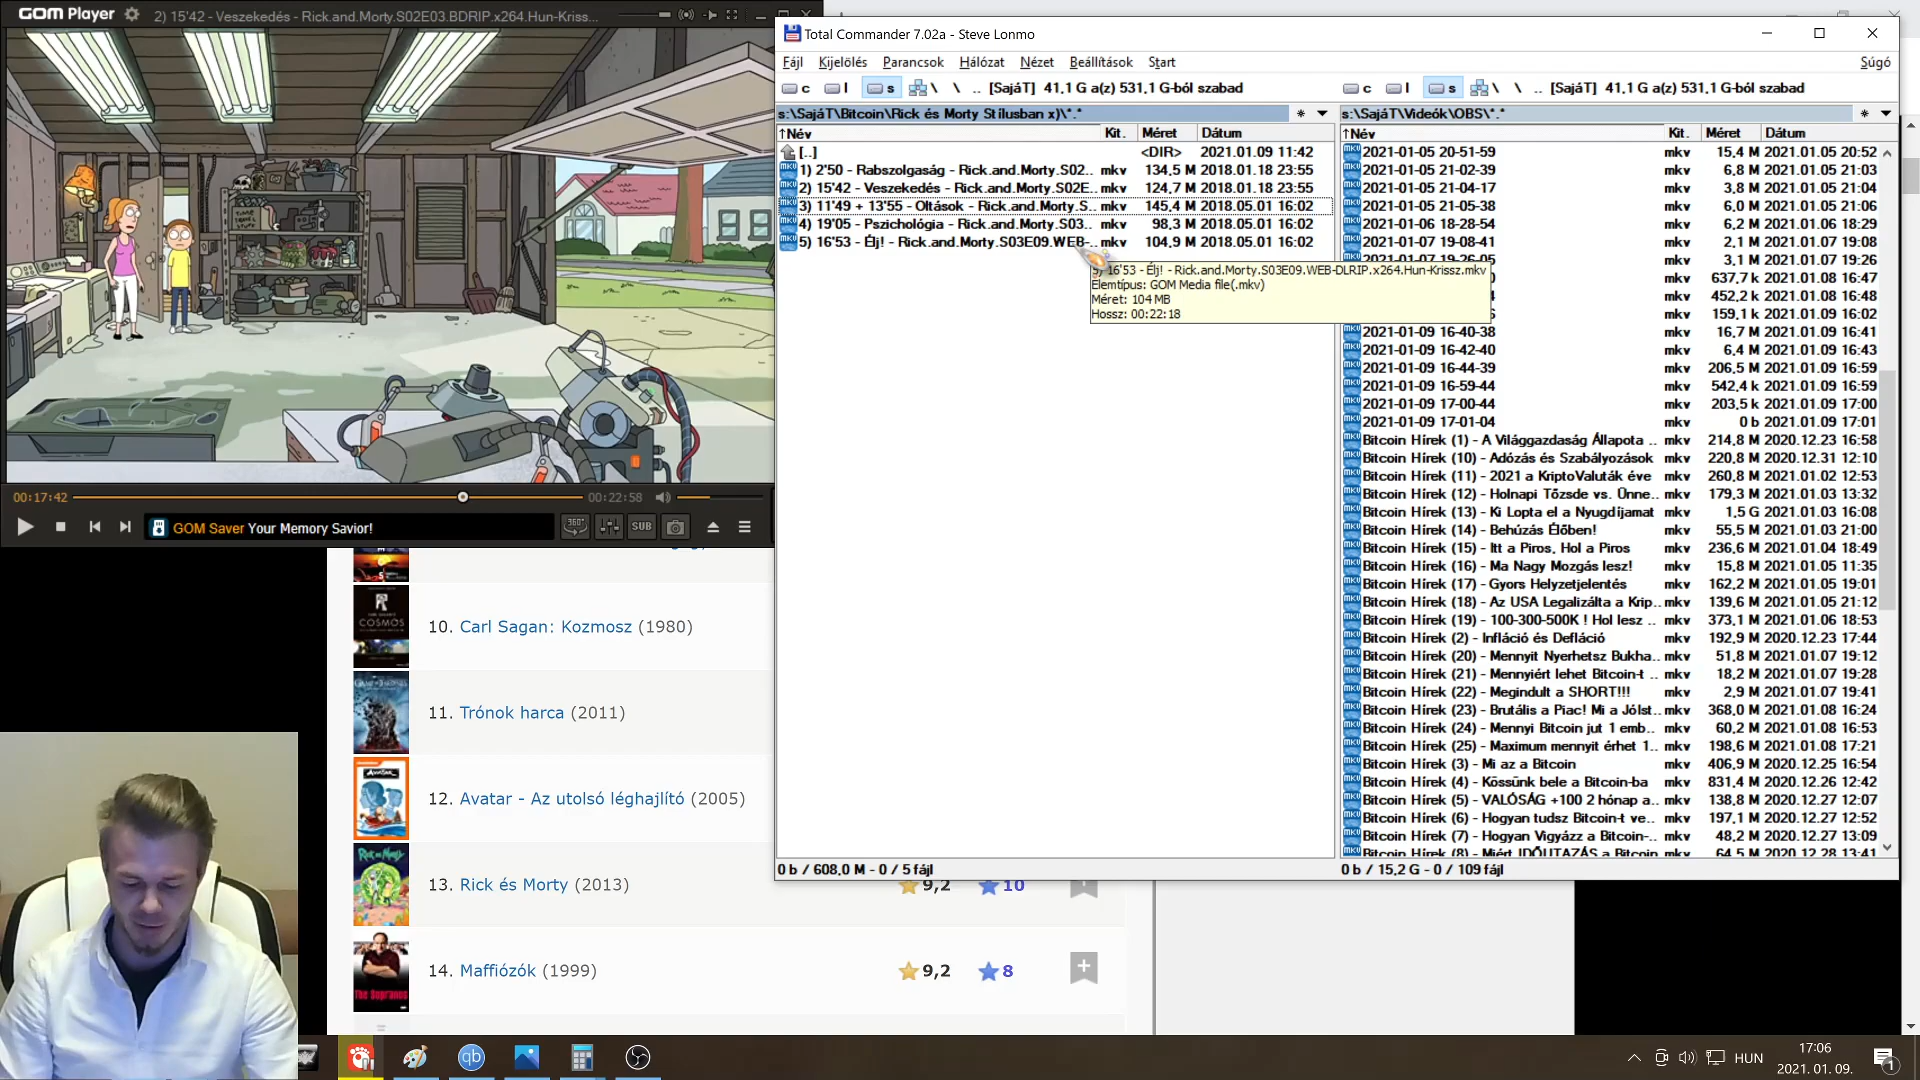 GOM Player 2) 15'42 - Veszekedés - Rick.and.Morty.S02E03.BDRIP.x264.Hun-Kriss...
00:17:42 00:22:58
GOM Saver Your Memory Savior!
360° SUB
Total Commander 7.02a - Steve Lonmo
Fájl Kijelölés Parancsok Hálózat Nézet Beállítások Start Súgó
c l s \ \ .. [SajáT] 41,1 G a(z) 531,1 G-ból szabad
c l s \ \ .. [SajáT] 41,1 G a(z) 531,1 G-ból szabad
s:\SajáT\Bitcoin\Rick és Morty Stílusban x)\*.* * ▼
↑Név Kit. Méret Dátum
[..] <DIR> 2021.01.09 11:42
1) 2'50 - Rabszolgaság - Rick.and.Morty.S02.. mkv 134,5 M 2018.01.18 23:55
2) 15'42 - Veszekedés - Rick.and.Morty.S02E.. mkv 124,7 M 2018.01.18 23:55
3) 11'49 + 13'55 - Oltások - Rick.and.Morty.S.. mkv 145,4 M 2018.05.01 16:02
4) 19'05 - Pszichológia - Rick.and.Morty.S03.. mkv 98,3 M 2018.05.01 16:02
5) 16'53 - Élj! - Rick.and.Morty.S03E09.WEB-.. mkv 104,9 M 2018.05.01 16:02
5) 16'53 - Élj! - Rick.and.Morty.S03E09.WEB-DLRIP.x264.Hun-Krissz.mkv
Elemtípus: GOM Media file(.mkv)
Méret: 104 MB
Hossz: 00:22:18
0 b / 608,0 M - 0 / 5 fájl
s:\SajáT\Videók\OBS\*.* * ▼
↑Név Kit. Méret Dátum
2021-01-05 20-51-59 mkv 15,4 M 2021.01.05 20:52
2021-01-05 21-02-39 mkv 6,8 M 2021.01.05 21:03
2021-01-05 21-04-17 mkv 3,8 M 2021.01.05 21:04
2021-01-05 21-05-38 mkv 6,0 M 2021.01.05 21:06
2021-01-06 18-28-54 mkv 6,2 M 2021.01.06 18:29
2021-01-07 19-08-41 mkv 2,1 M 2021.01.07 19:08
2021-01-07 19-26-05 mkv 3,1 M 2021.01.07 19:26
mkv 637,7 k 2021.01.08 16:47
mkv 452,2 k 2021.01.08 16:48
mkv 159,1 k 2021.01.09 16:02
2021-01-09 16-40-38 mkv 16,7 M 2021.01.09 16:41
2021-01-09 16-42-40 mkv 6,4 M 2021.01.09 16:43
2021-01-09 16-44-39 mkv 206,5 M 2021.01.09 16:59
2021-01-09 16-59-44 mkv 542,4 k 2021.01.09 16:59
2021-01-09 17-00-44 mkv 203,5 k 2021.01.09 17:00
2021-01-09 17-01-04 mkv 0 b 2021.01.09 17:01
Bitcoin Hírek (1) - A Világgazdaság Állapota .. mkv 214,8 M 2020.12.23 16:58
Bitcoin Hírek (10) - Adózás és Szabályozások mkv 220,8 M 2020.12.31 12:10
Bitcoin Hírek (11) - 2021 a KriptoValuták éve mkv 260,8 M 2021.01.02 12:53
Bitcoin Hírek (12) - Holnapi Tőzsde vs. Ünne.. mkv 179,3 M 2021.01.03 13:32
Bitcoin Hírek (13) - Ki Lopta el a Nyugdíjamat mkv 1,5 G 2021.01.03 16:08
Bitcoin Hírek (14) - Behúzás Élőben! mkv 55,5 M 2021.01.03 21:00
Bitcoin Hírek (15) - Itt a Piros, Hol a Piros mkv 236,6 M 2021.01.04 18:49
Bitcoin Hírek (16) - Ma Nagy Mozgás lesz! mkv 15,8 M 2021.01.05 11:35
Bitcoin Hírek (17) - Gyors Helyzetjelentés mkv 162,2 M 2021.01.05 19:01
Bitcoin Hírek (18) - Az USA Legalizálta a Krip.. mkv 139,6 M 2021.01.05 21:12
Bitcoin Hírek (19) - 100-300-500K ! Hol lesz .. mkv 373,1 M 2021.01.06 18:53
Bitcoin Hírek (2) - Infláció és Defláció mkv 192,9 M 2020.12.23 17:44
Bitcoin Hírek (20) - Mennyit Nyerhetsz Bukha.. mkv 51,8 M 2021.01.07 19:12
Bitcoin Hírek (21) - Mennyiért lehet Bitcoin-t .. mkv 18,2 M 2021.01.07 19:28
Bitcoin Hírek (22) - Megindult a SHORT!!! mkv 2,9 M 2021.01.07 19:41
Bitcoin Hírek (23) - Brutális a Piac! Mi a Jólst.. mkv 368,0 M 2021.01.08 16:24
Bitcoin Hírek (24) - Mennyi Bitcoin jut 1 emb.. mkv 60,2 M 2021.01.08 16:53
Bitcoin Hírek (25) - Maximum mennyit érhet 1.. mkv 198,6 M 2021.01.08 17:21
Bitcoin Hírek (3) - Mi az a Bitcoin mkv 406,9 M 2020.12.25 16:54
Bitcoin Hírek (4) - Kössünk bele a Bitcoin-ba mkv 831,4 M 2020.12.26 12:42
Bitcoin Hírek (5) - VALÓSÁG +100 2 hónap a.. mkv 138,8 M 2020.12.27 12:07
Bitcoin Hírek (6) - Hogyan tudsz Bitcoin-t ve.. mkv 197,1 M 2020.12.27 12:52
Bitcoin Hírek (7) - Hogyan Vigyázz a Bitcoin-.. mkv 48,2 M 2020.12.27 13:09
Bitcoin Hírek (8) - Miért IDŐUTAZÁS a Bitcoin mkv 64,5 M 2020.12.28 13:41
0 b / 15,2 G - 0 / 109 fájl
COSMOS
10. Carl Sagan: Kozmosz (1980)
11. Trónok harca (2011)
AVATAR
12. Avatar - Az utolsó léghajlító (2005)
Rick and Morty
13. Rick és Morty (2013) 9,2 10
The Sopranos
14. Maffiózók (1999) 9,2 8
qb
HUN
17:06
2021. 01. 09.
1